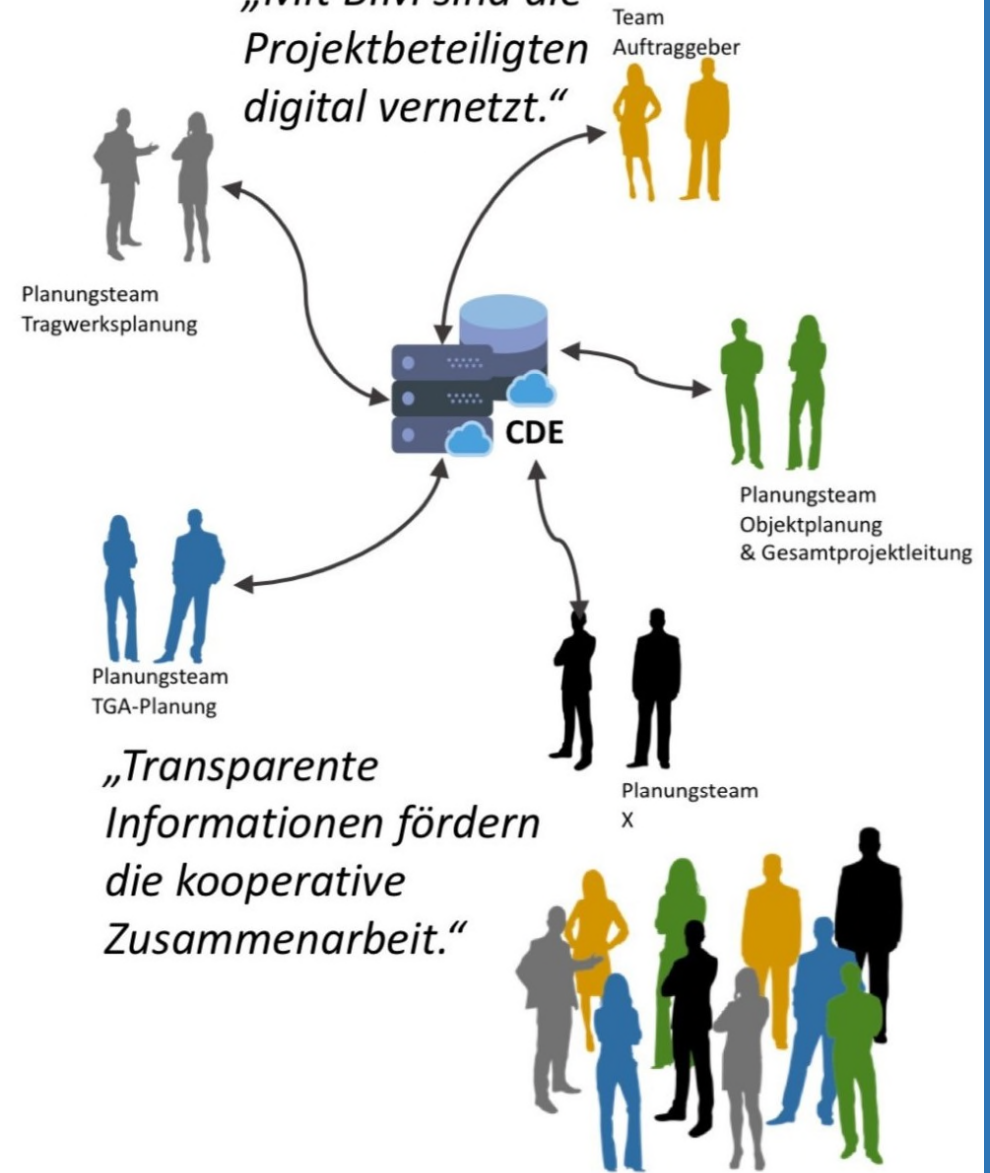 Projektbeteiligten
digital vernetzt.“
Team
Auftraggeber
Planungsteam
Tragwerksplanung
CDE
Planungsteam
Objektplanung
& Gesamtprojektleitung
Planungsteam
TGA-Planung
Planungsteam
X
„Transparente
Informationen fördern
die kooperative
Zusammenarbeit.“